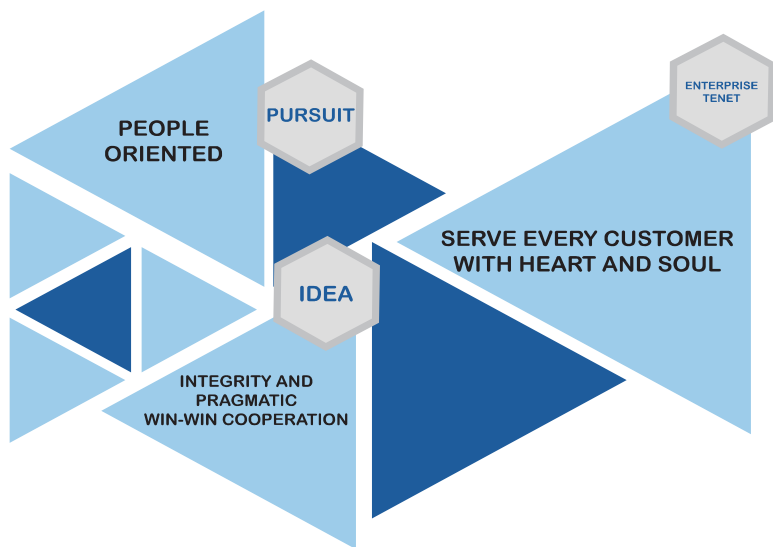 PURSUIT
PEOPLE
ORIENTED
ENTERPRISE
TENET
SERVE EVERY CUSTOMER
WITH HEART AND SOUL
IDEA
INTEGRITY AND
PRAGMATIC
WIN-WIN COOPERATION